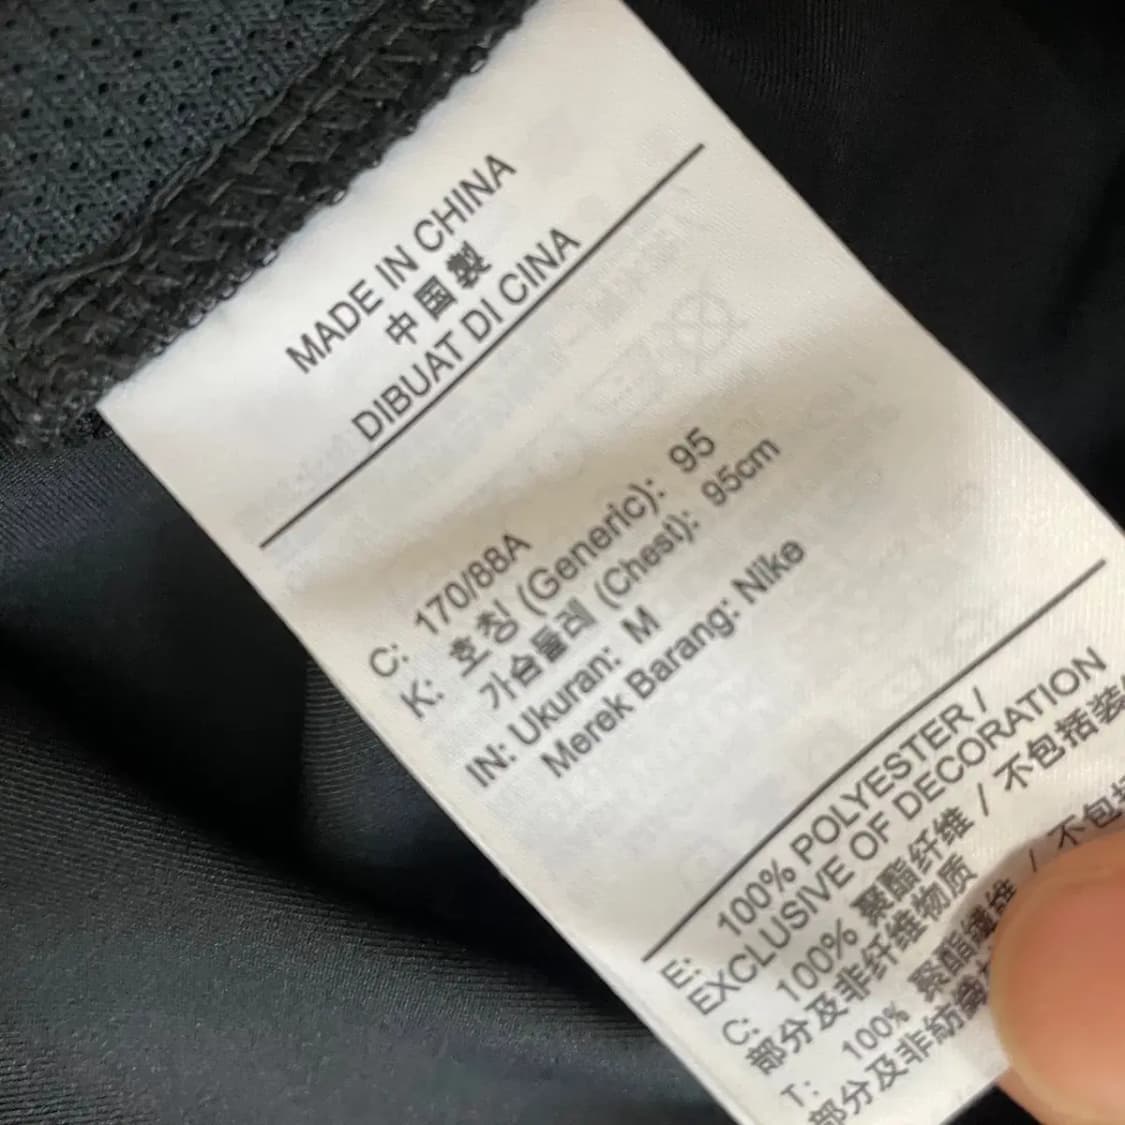 MADE IN CHINA
中国製
DIBUAT DI CINA
C: 170/88A
K: 호칭 (Generic): 95
가슴둘레 (Chest): 95cm
IN: Ukuran: M
Merek Barang: Nike
E: 100% POLYESTER /
EXCLUSIVE OF DECORATION
C: 100% 聚酯纤维 / 不包括装
部分及非纤维物质
T: 100% 聚酯纖維 / 不包括
部分及非紡織